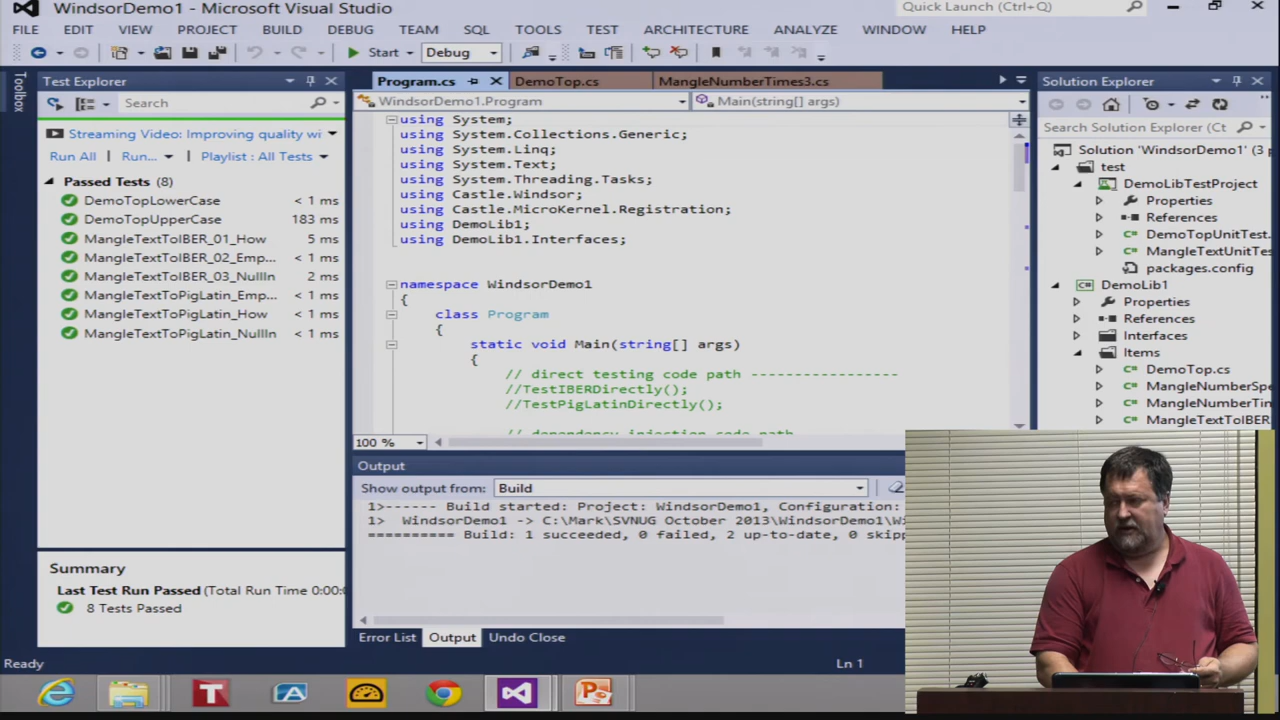 WindsorDemo1 - Microsoft Visual Studio
Quick Launch (Ctrl+Q)
FILE EDIT VIEW PROJECT BUILD DEBUG TEAM SQL TOOLS TEST ARCHITECTURE ANALYZE WINDOW HELP
Start Debug
Toolbox
Test Explorer
Search
Streaming Video: Improving quality wi
Run All Run... Playlist : All Tests
Passed Tests (8)
DemoTopLowerCase < 1 ms
DemoTopUpperCase 183 ms
MangleTextToIBER_01_How 5 ms
MangleTextToIBER_02_Emp... < 1 ms
MangleTextToIBER_03_NullIn 2 ms
MangleTextToPigLatin_Emp... < 1 ms
MangleTextToPigLatin_How < 1 ms
MangleTextToPigLatin_NullIn < 1 ms
Summary
Last Test Run Passed (Total Run Time 0:00:0
8 Tests Passed
Program.cs DemoTop.cs MangleNumberTimes3.cs
WindsorDemo1.Program Main(string[] args)
using System;
using System.Collections.Generic;
using System.Linq;
using System.Text;
using System.Threading.Tasks;
using Castle.Windsor;
using Castle.MicroKernel.Registration;
using DemoLib1;
using DemoLib1.Interfaces;
namespace WindsorDemo1
{
class Program
{
static void Main(string[] args)
{
// direct testing code path -----------------
//TestIBERDirectly();
//TestPigLatinDirectly();
// dependency injection code path
100 %
Output
Show output from: Build
1>------ Build started: Project: WindsorDemo1, Configuration:
1> WindsorDemo1 -> C:\Mark\SVNUG October 2013\WindsorDemo1\Wi
========== Build: 1 succeeded, 0 failed, 2 up-to-date, 0 skipp
Error List Output Undo Close
Solution Explorer
Search Solution Explorer (Ct
Solution 'WindsorDemo1' (3 p
test
DemoLibTestProject
Properties
References
DemoTopUnitTest.
MangleTextUnitTest
packages.config
DemoLib1
Properties
References
Interfaces
Items
DemoTop.cs
MangleNumberSpe
MangleNumberTin
MangleTextToIBER
Ready Ln 1